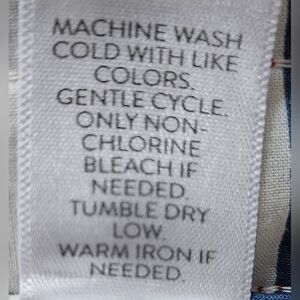 MACHINE WASH
COLD WITH LIKE
COLORS.
GENTLE CYCLE.
ONLY NON-
CHLORINE
BLEACH IF
NEEDED
TUMBLE DRY
LOW.
WARM IRON IF
NEEDED.